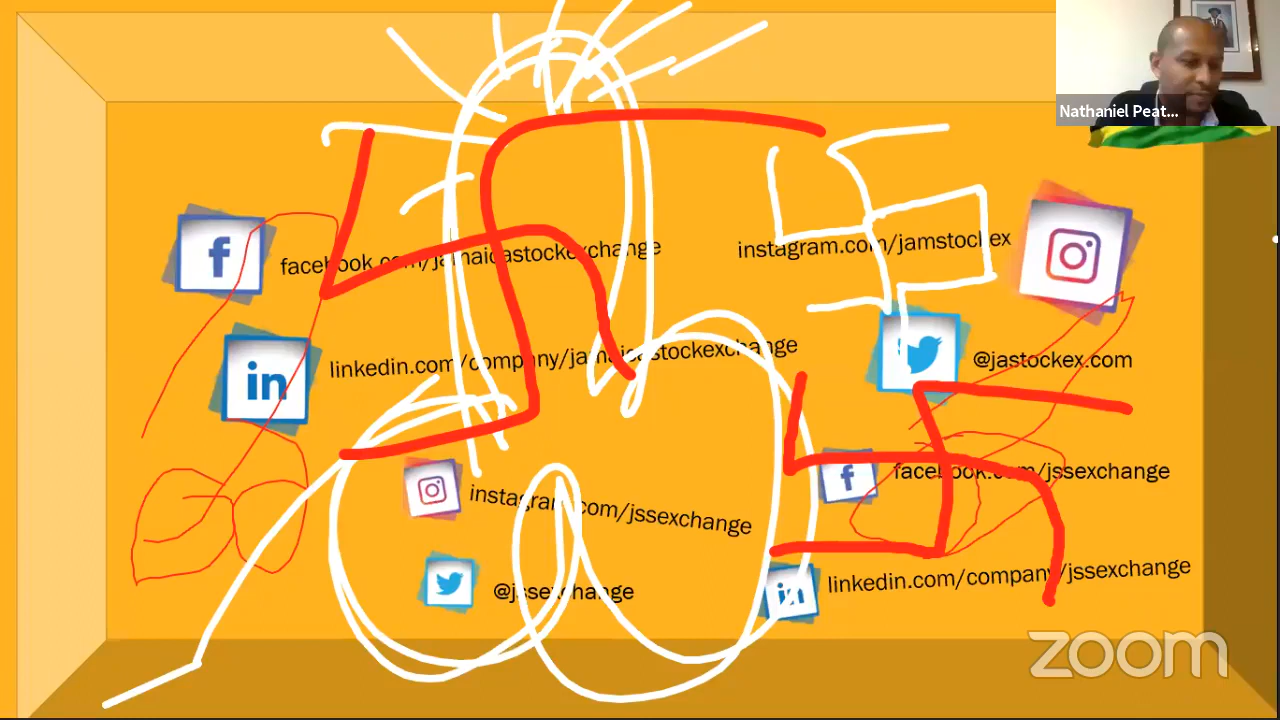 Nathaniel Peat...
facebook.com/jamaicastockexchange
instagram.com/jamstockex
linkedin.com/company/jamaicastockexchange
@jastockex.com
facebook.com/jssexchange
instagram.com/jssexchange
@jssexchange
linkedin.com/company/jssexchange
zoom